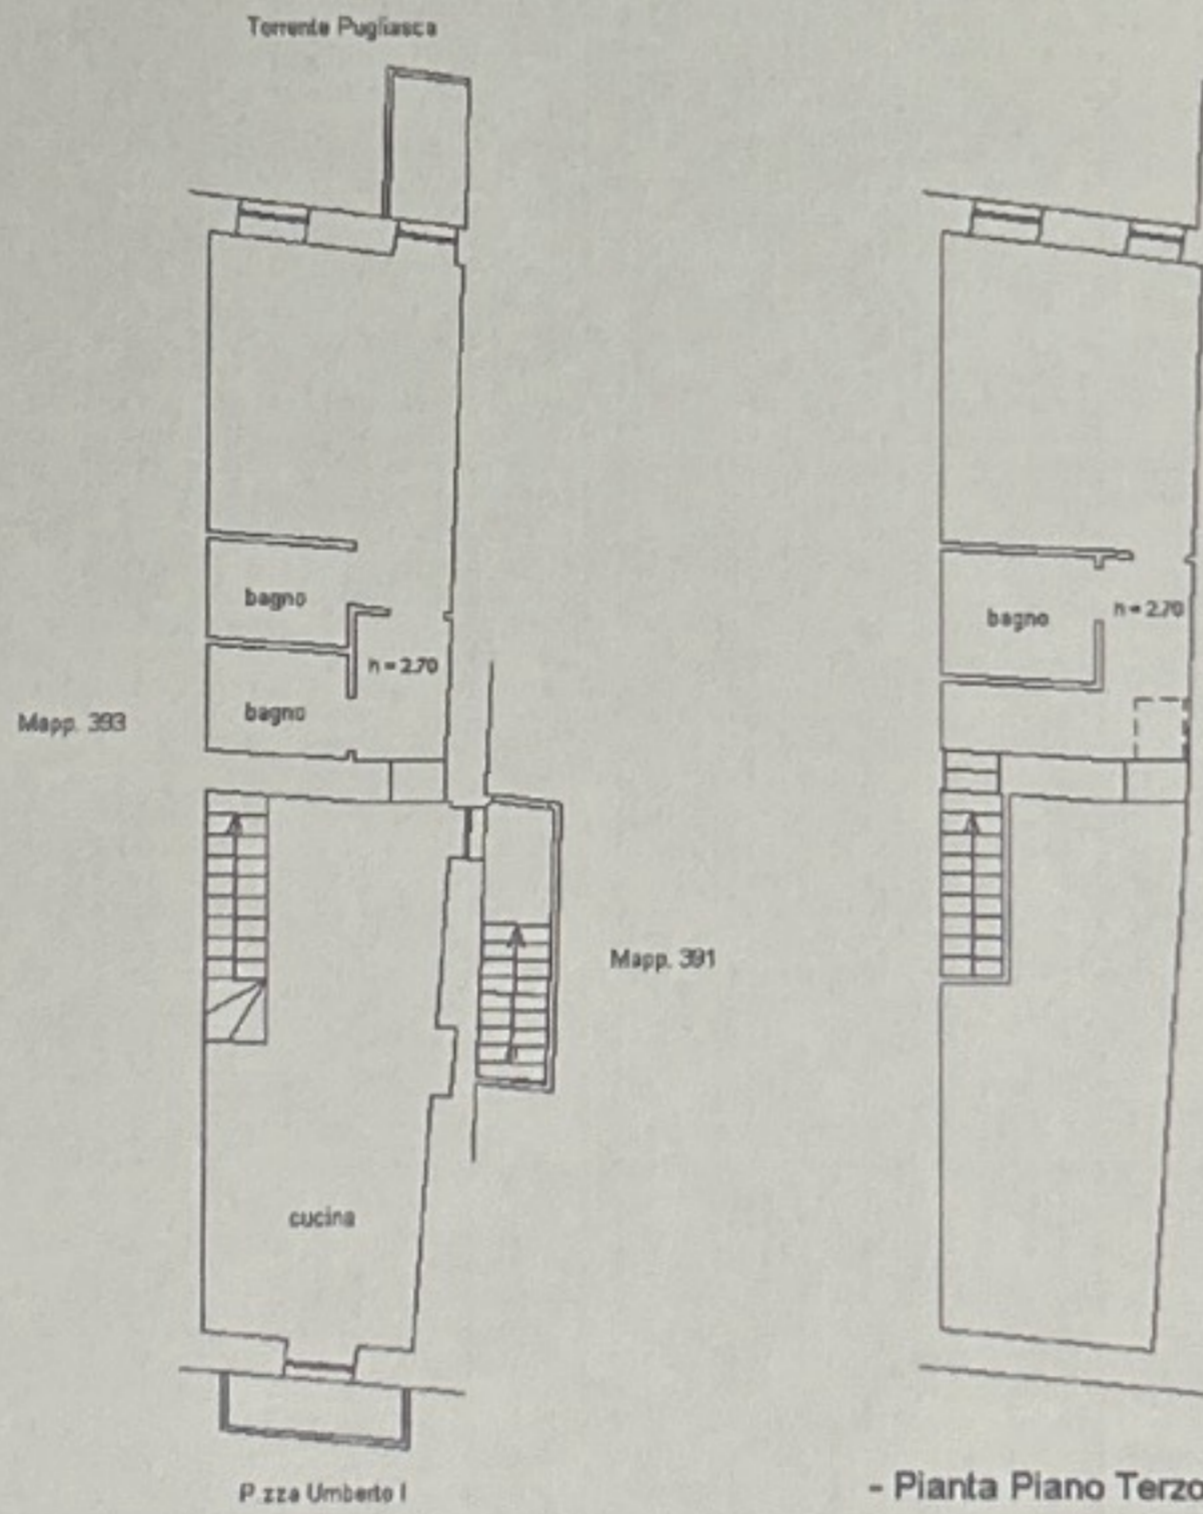 Torrente Pugliasca
bagno
h = 2.70
bagno
Mapp. 393
Mapp. 391
cucina
P.zza Umberto I
bagno
h = 2.70
- Pianta Piano Terzo